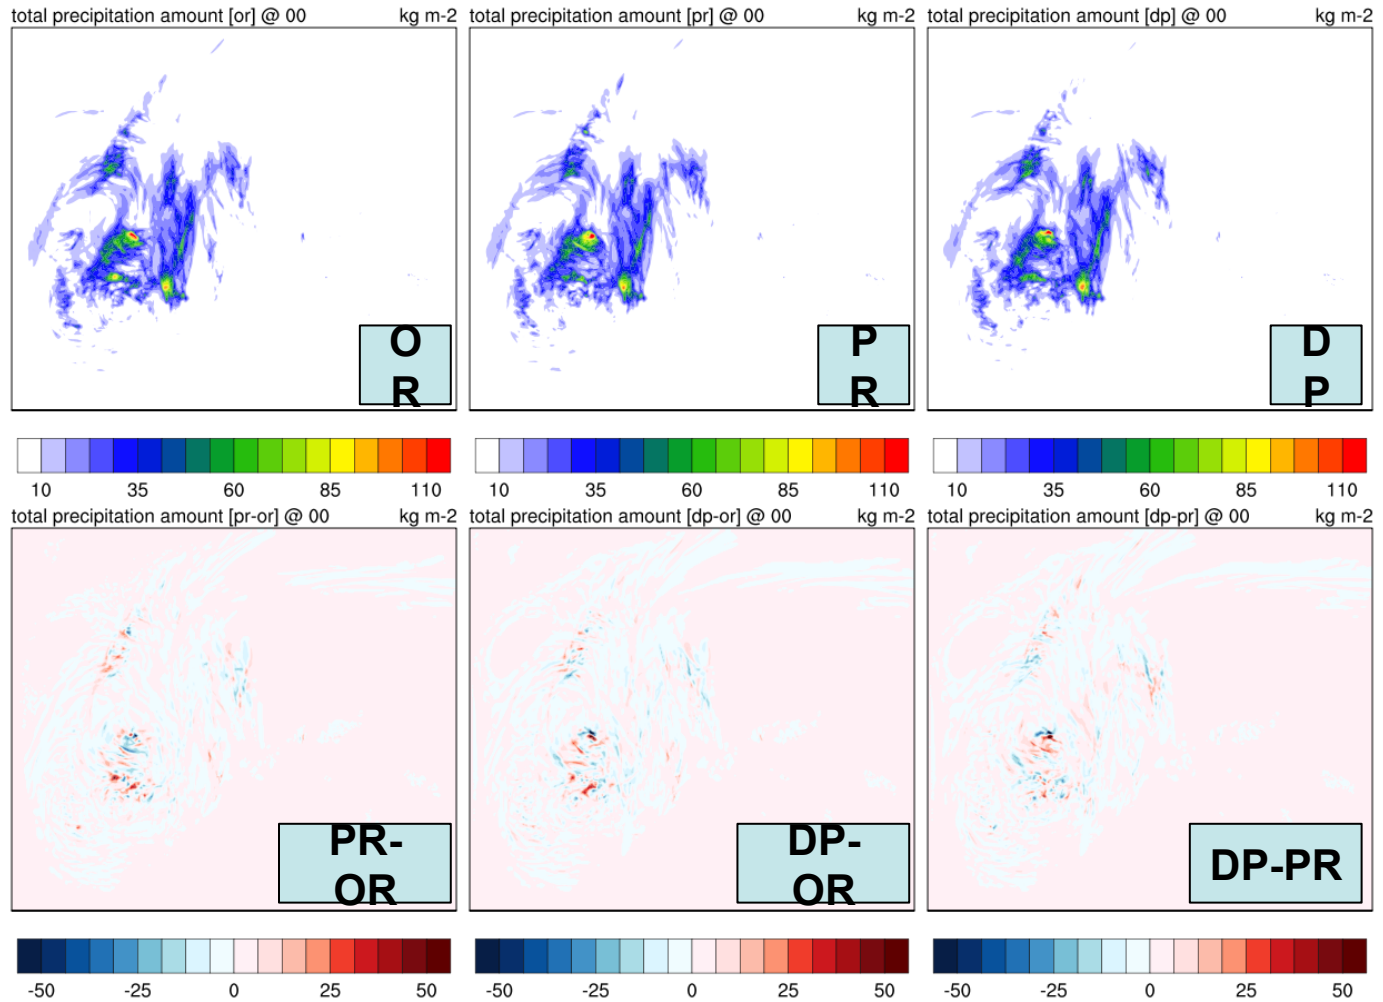 total precipitation amount [or] @ 00 kg m-2
total precipitation amount [pr] @ 00 kg m-2
total precipitation amount [dp] @ 00 kg m-2
O
R
P
R
D
P
10 35 60 85 110
10 35 60 85 110
10 35 60 85 110
total precipitation amount [pr-or] @ 00 kg m-2
total precipitation amount [dp-or] @ 00 kg m-2
total precipitation amount [dp-pr] @ 00 kg m-2
PR-
OR
DP-
OR
DP-PR
-50 -25 0 25 50
-50 -25 0 25 50
-50 -25 0 25 50